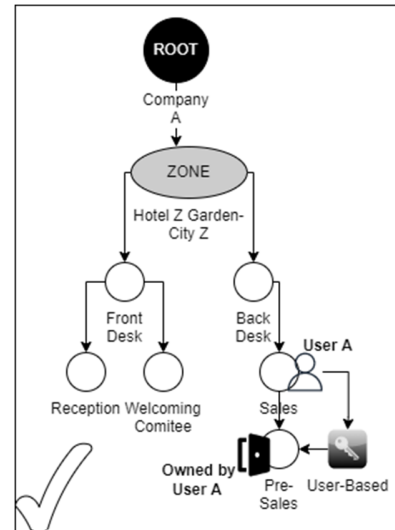 ROOT
Company
A
ZONE
Hotel Z Garden-
City Z
Front
Desk
Back
Desk
User A
Reception
Welcoming
Comitee
Sales
Owned by
User A
Pre-
Sales
User-Based